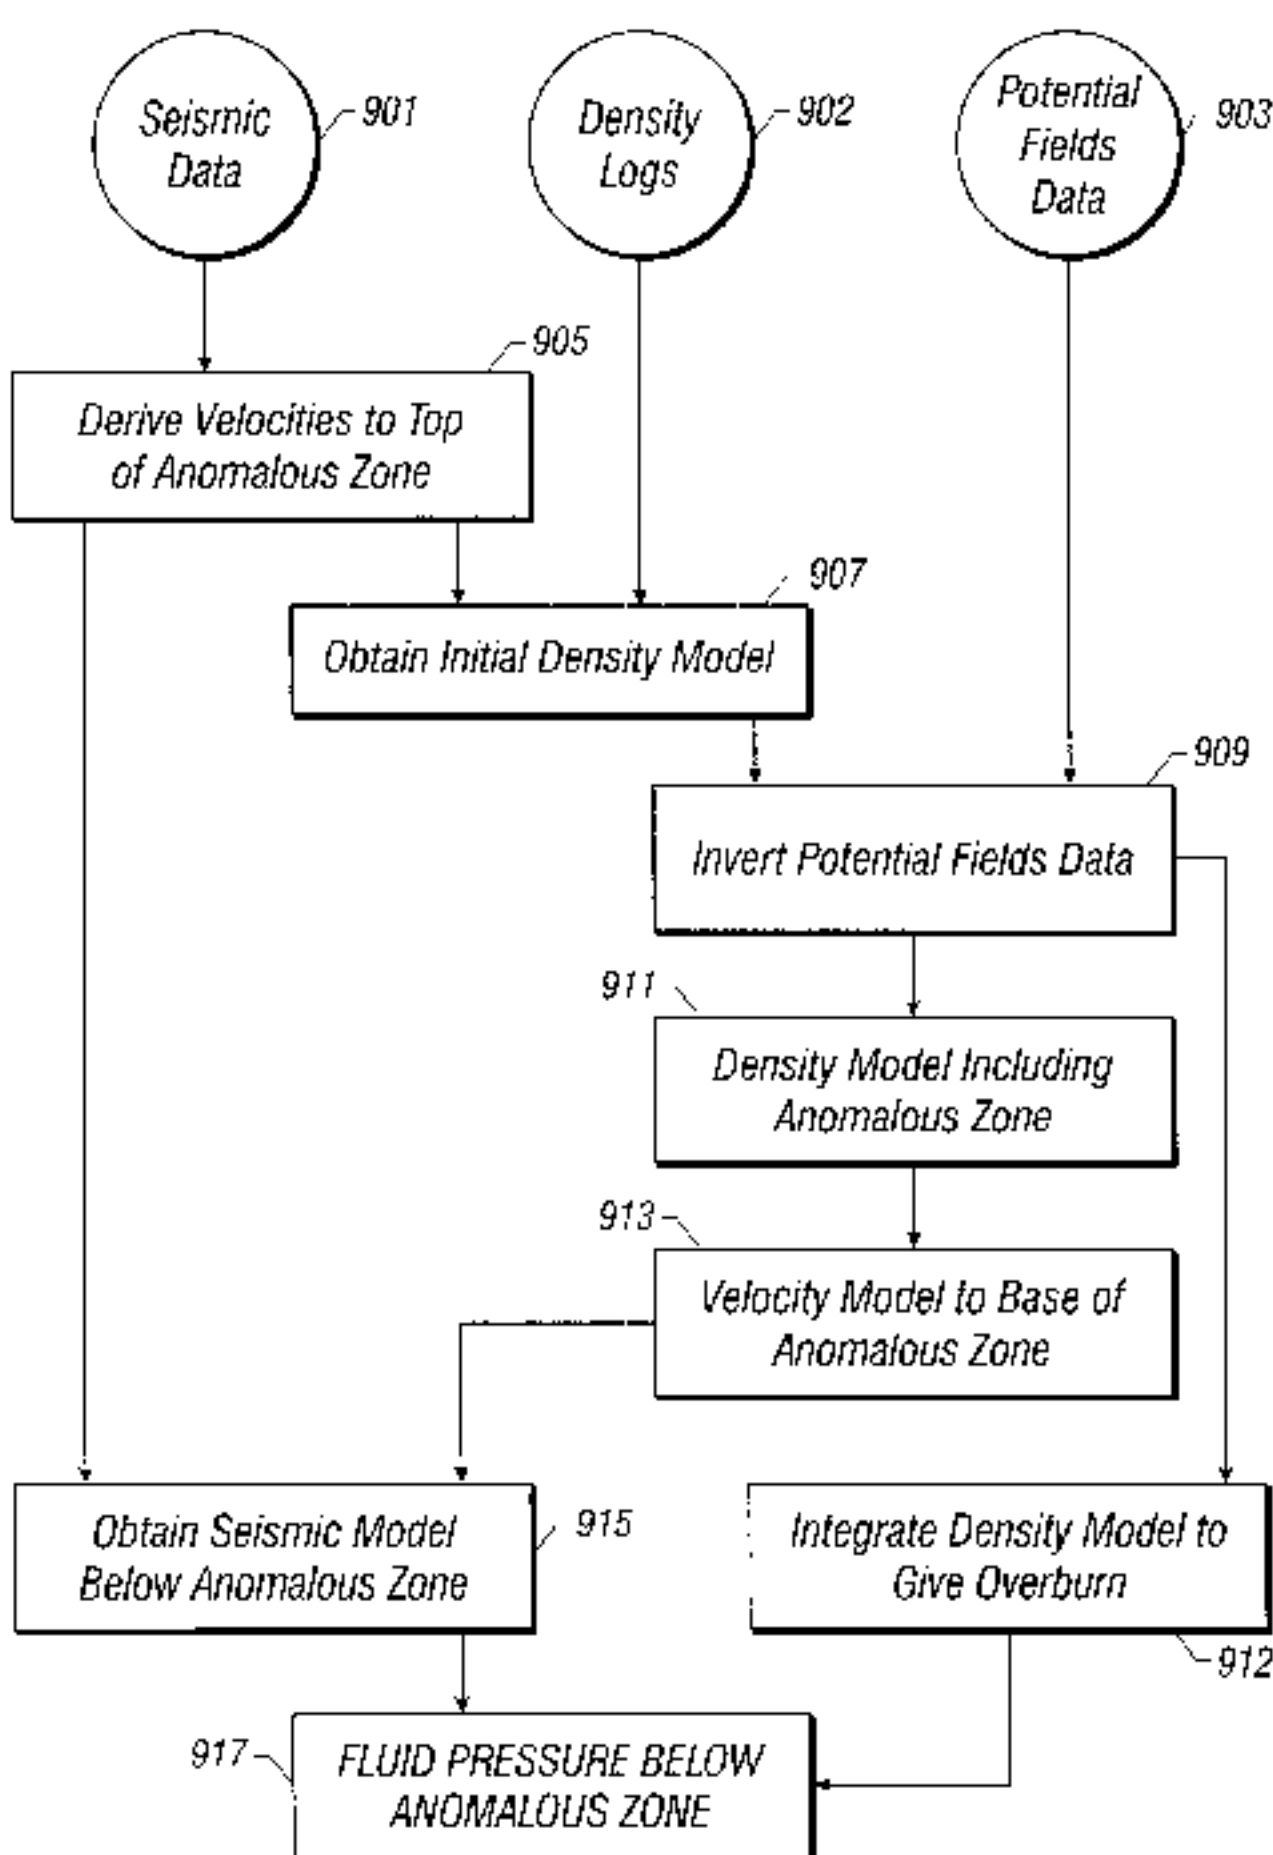 Seismic
Data
901
Density
Logs
902
Potential
Fields
Data
903
905
Derive Velocities to Top
of Anomalous Zone
907
Obtain Initial Density Model
909
Invert Potential Fields Data
911
Density Model Including
Anomalous Zone
913
Velocity Model to Base of
Anomalous Zone
Obtain Seismic Model
Below Anomalous Zone
915
Integrate Density Model to
Give Overburn
912
917
FLUID PRESSURE BELOW
ANOMALOUS ZONE